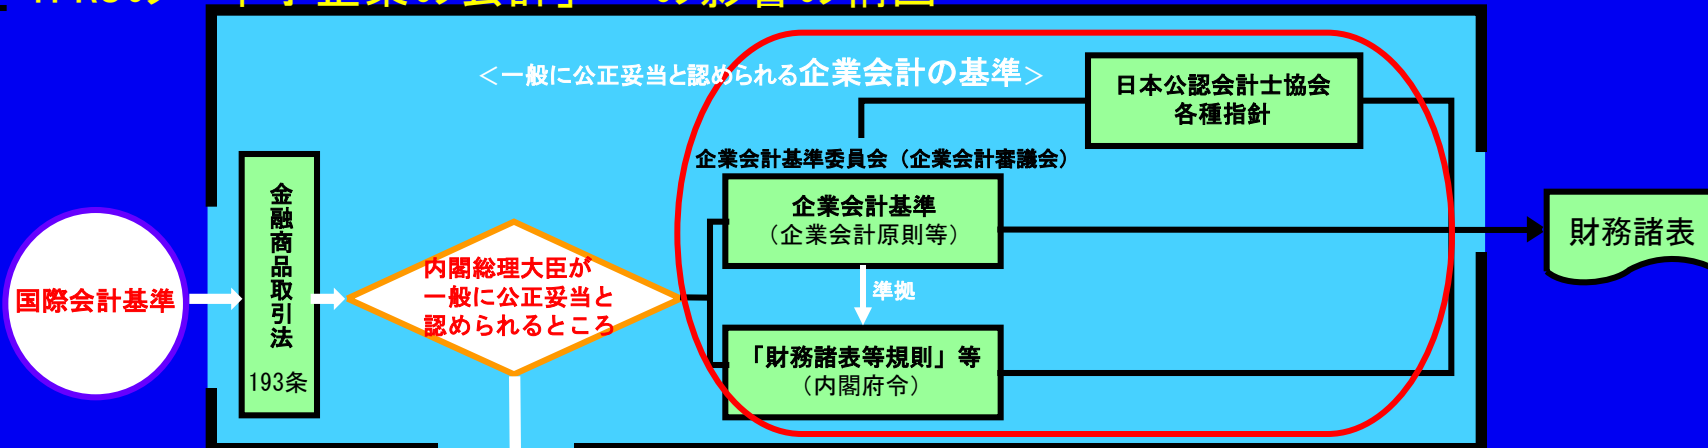 ＜一般に公正妥当と認められる企業会計の基準＞
日本公認会計士協会
各種指針
企業会計基準委員会（企業会計審議会）
企業会計基準
（企業会計原則等）
準拠
「財務諸表等規則」等
（内閣府令）
国際会計基準
金融商品取引法
193条
内閣総理大臣が
一般に公正妥当と
認められるところ
財務諸表